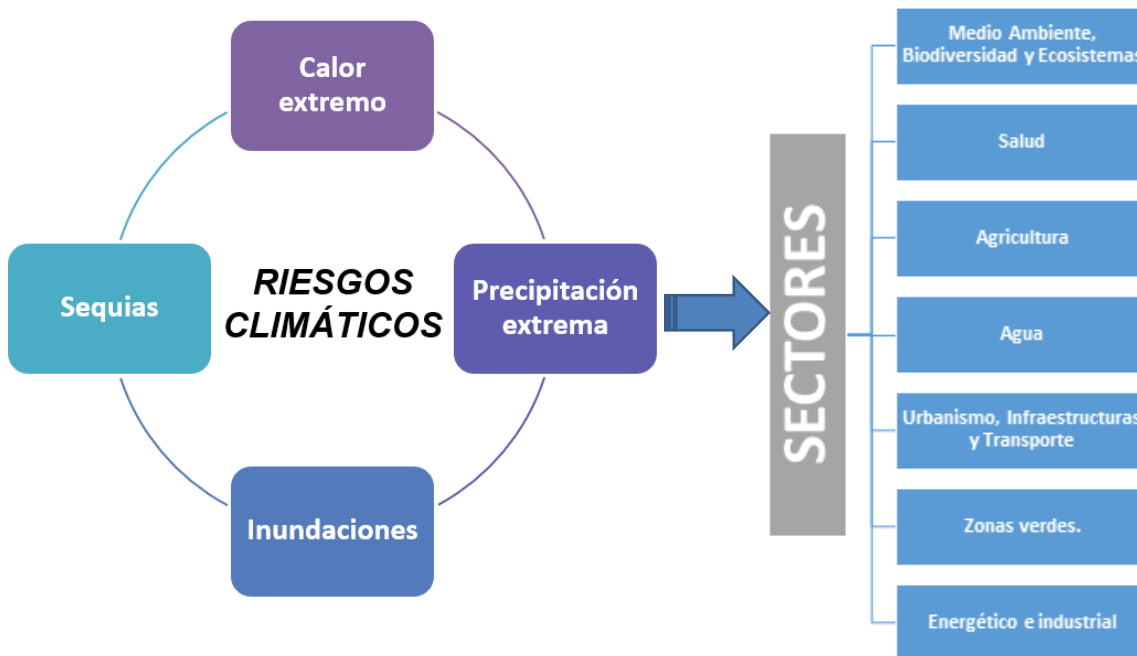 Calor
extremo
Sequias
RIESGOS
CLIMÁTICOS
Precipitación
extrema
Inundaciones
SECTORES
Medio Ambiente,
Biodiversidad y Ecosistemas
Salud
Agricultura
Agua
Urbanismo, Infraestructuras
y Transporte
Zonas verdes.
Energético e industrial